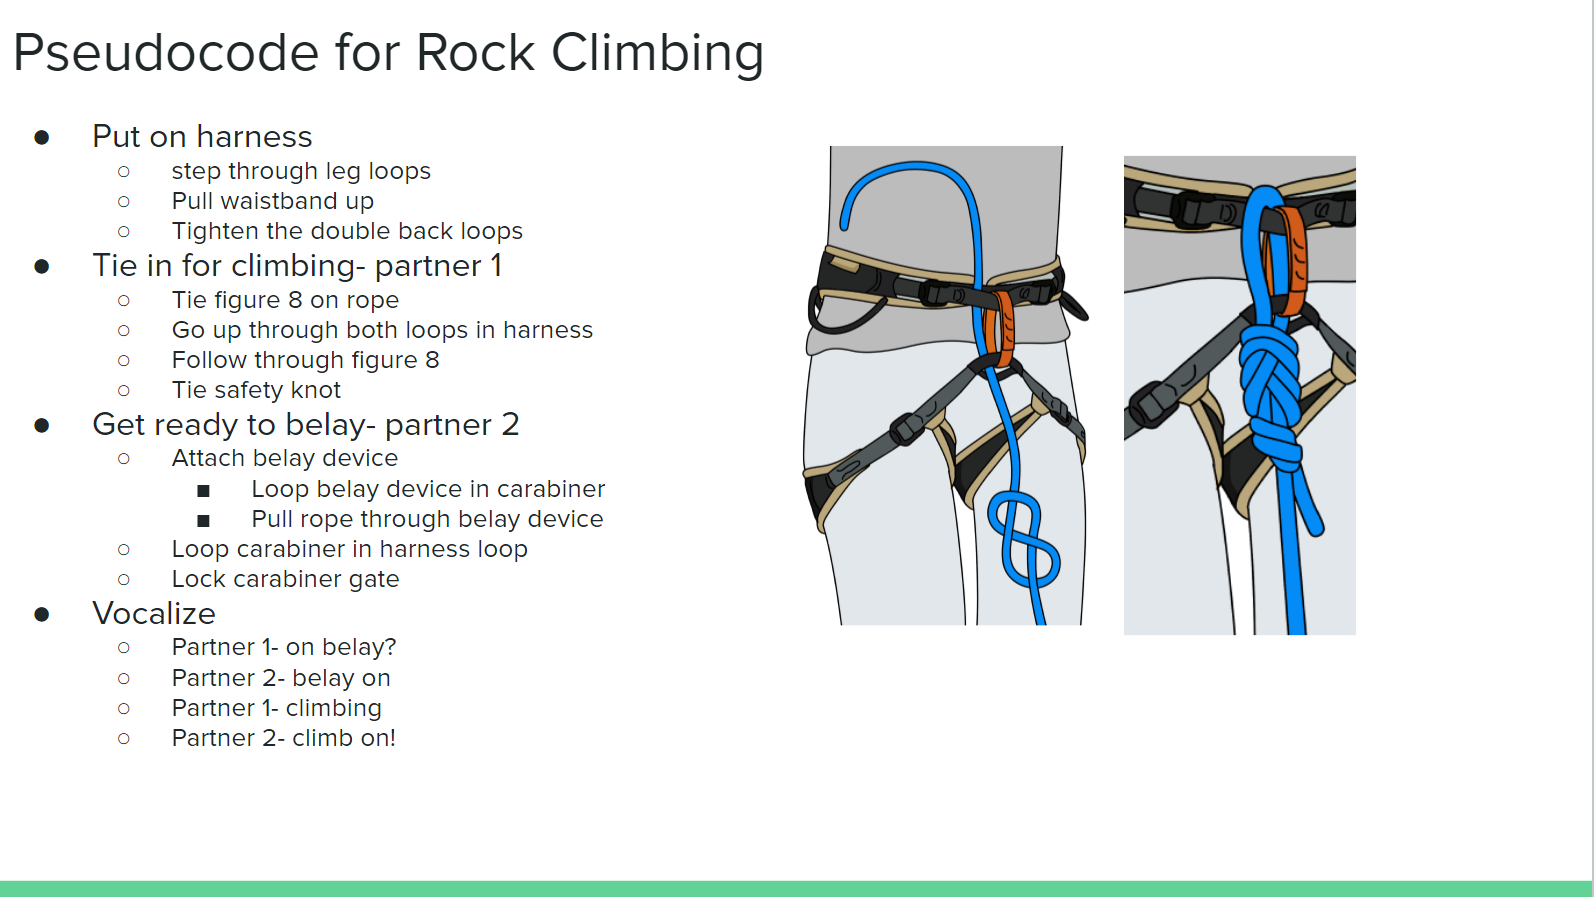 Pseudocode for Rock Climbing
● Put on harness
○ step through leg loops
○ Pull waistband up
○ Tighten the double back loops
● Tie in for climbing- partner 1
○ Tie figure 8 on rope
○ Go up through both loops in harness
○ Follow through figure 8
○ Tie safety knot
● Get ready to belay- partner 2
○ Attach belay device
■ Loop belay device in carabiner
■ Pull rope through belay device
○ Loop carabiner in harness loop
○ Lock carabiner gate
● Vocalize
○ Partner 1- on belay?
○ Partner 2- belay on
○ Partner 1- climbing
○ Partner 2- climb on!